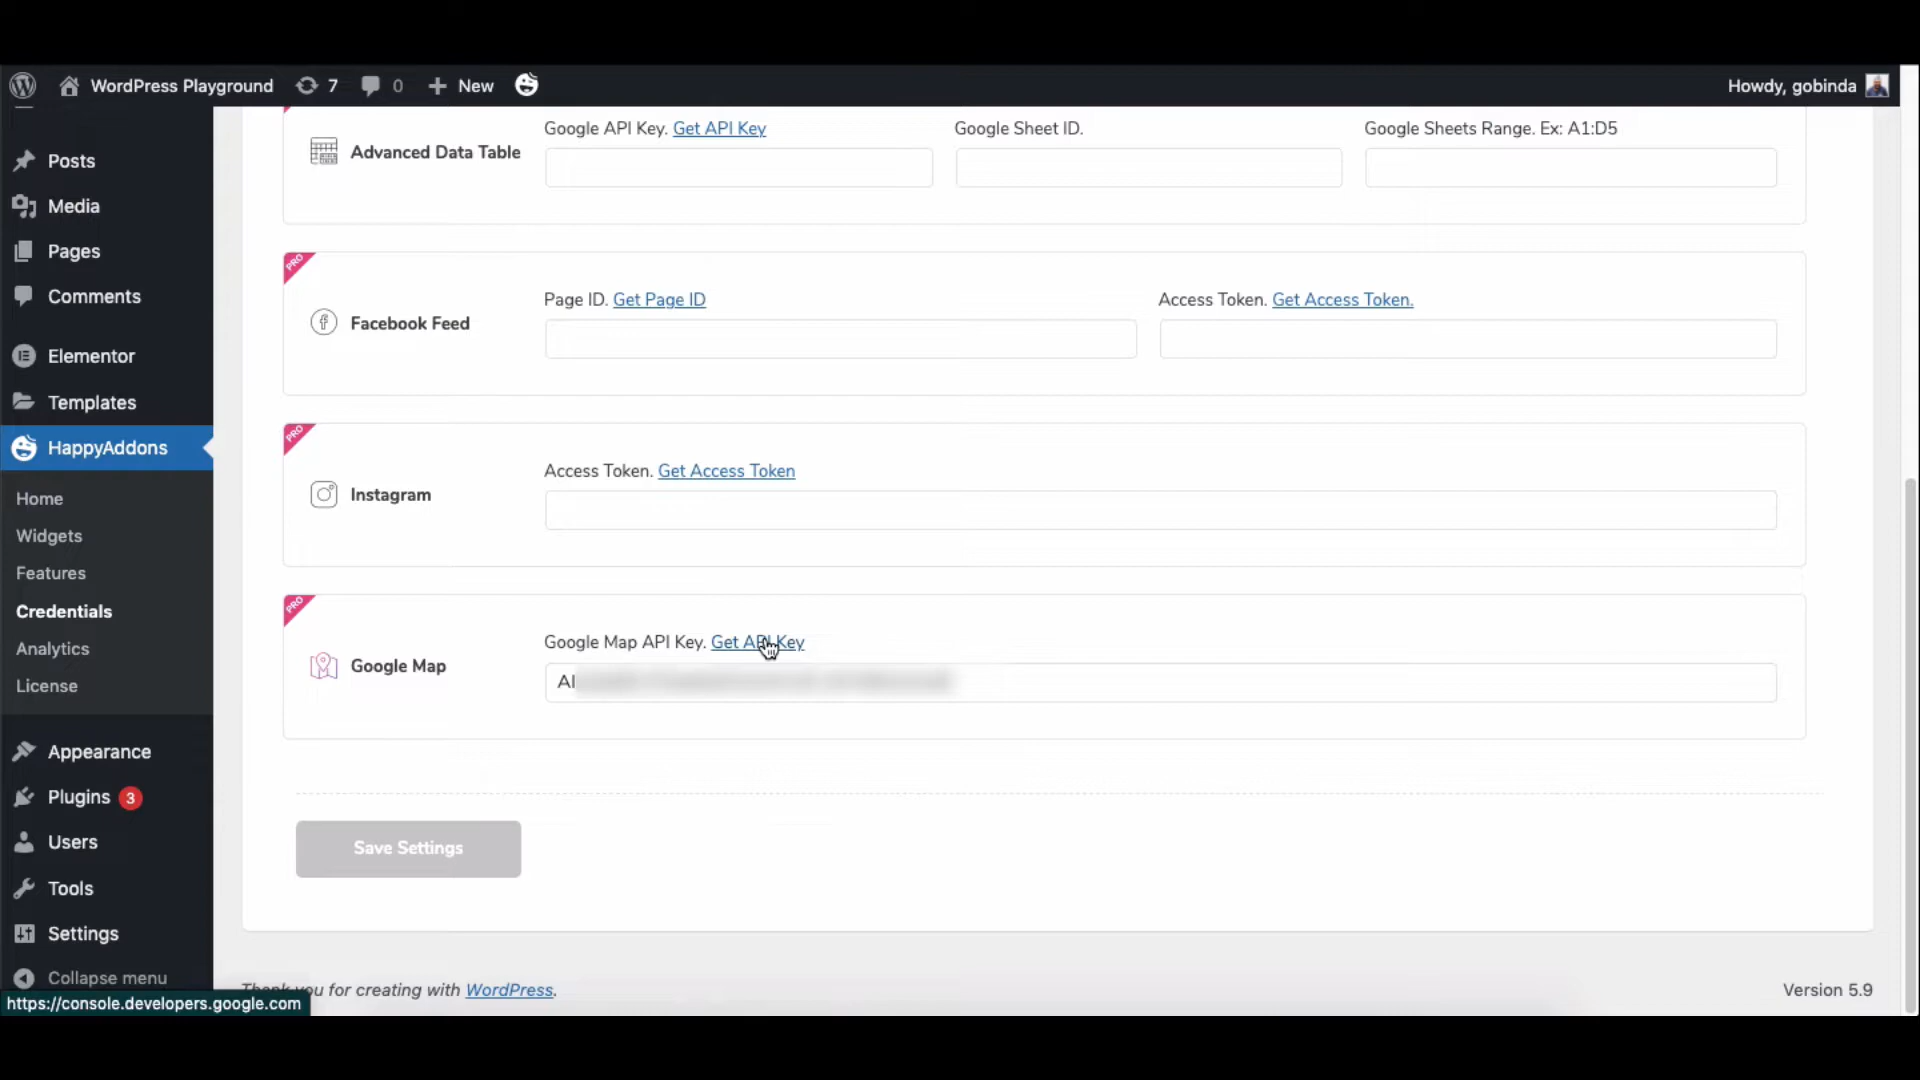 WordPress Playground 7 0 New Howdy, gobinda
Posts
Media
Pages
Comments
Elementor
Templates
HappyAddons
Home
Widgets
Features
Credentials
Analytics
License
Appearance
Plugins 3
Users
Tools
Settings
Collapse menu
https://console.developers.google.com
Advanced Data Table
Google API Key. Get API Key
Google Sheet ID.
Google Sheets Range. Ex: A1:D5
PRO
Facebook Feed
Page ID. Get Page ID
Access Token. Get Access Token.
PRO
Instagram
Access Token. Get Access Token
PRO
Google Map
Google Map API Key. Get API Key
Save Settings
you for creating with WordPress.
Version 5.9